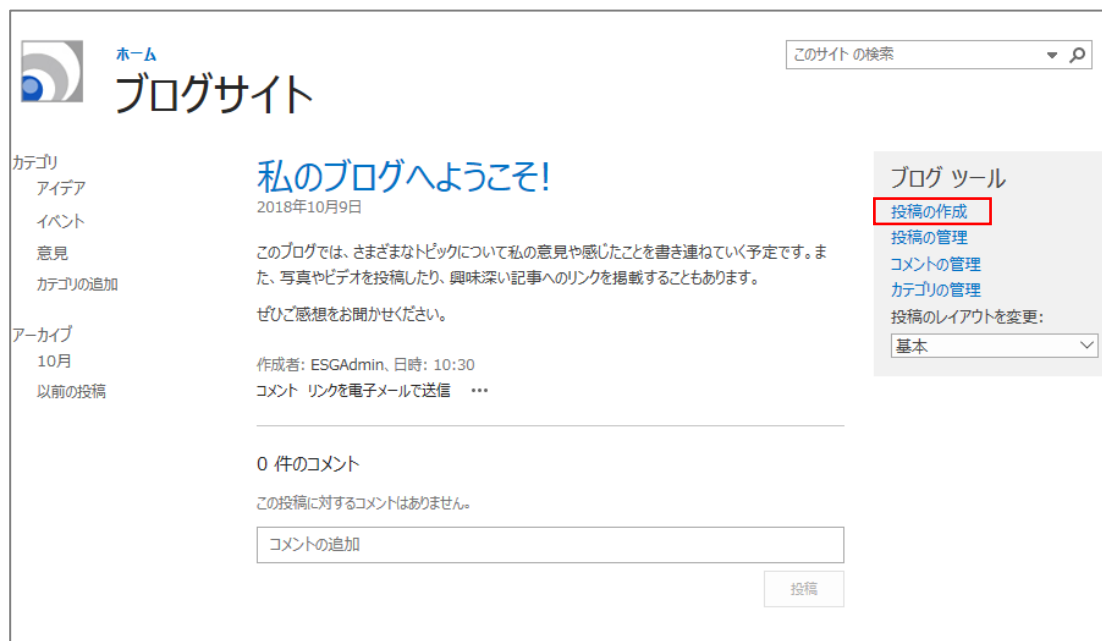 ホーム
ブログサイト
このサイト の検索
カテゴリ
アイデア
イベント
意見
カテゴリの追加
アーカイブ
10月
以前の投稿
私のブログへようこそ!
2018年10月9日
このブログでは、さまざまなトピックについて私の意見や感じたことを書き連ねていく予定です。ま
た、写真やビデオを投稿したり、興味深い記事へのリンクを掲載することもあります。
ぜひご感想をお聞かせください。
作成者: ESGAdmin、日時: 10:30
コメント リンクを電子メールで送信 •••
0 件のコメント
この投稿に対するコメントはありません。
コメントの追加
投稿
ブログ ツール
投稿の作成
投稿の管理
コメントの管理
カテゴリの管理
投稿のレイアウトを変更:
基本